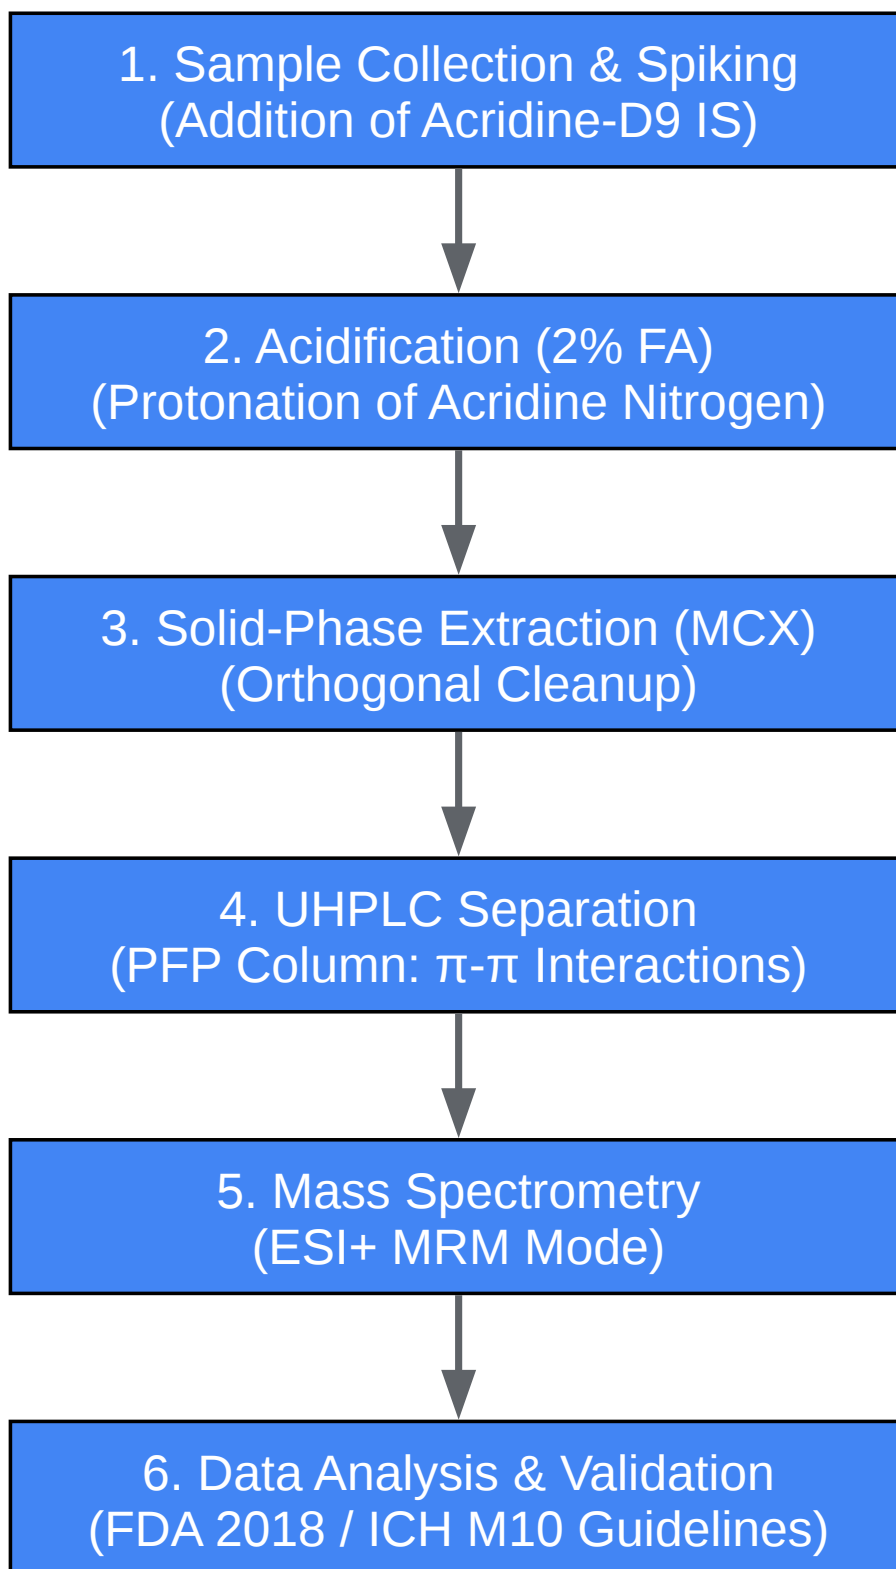 1. Sample Collection & Spiking
(Addition of Acridine-D9 IS)
2. Acidification (2% FA)
(Protonation of Acridine Nitrogen)
3. Solid-Phase Extraction (MCX)
(Orthogonal Cleanup)
4. UHPLC Separation
(PFP Column: π-π Interactions)
5. Mass Spectrometry
(ESI+ MRM Mode)
6. Data Analysis & Validation
(FDA 2018 / ICH M10 Guidelines)